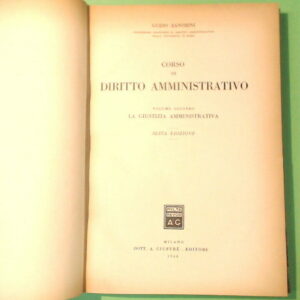 GUIDO ZANOBINI
CORSO
DI
DIRITTO AMMINISTRATIVO
VOLUME SECONDO
LA GIUSTIZIA AMMINISTRATIVA
SESTA EDIZIONE
MILANO
DOTT. A. GIUFFRÈ - EDITORE